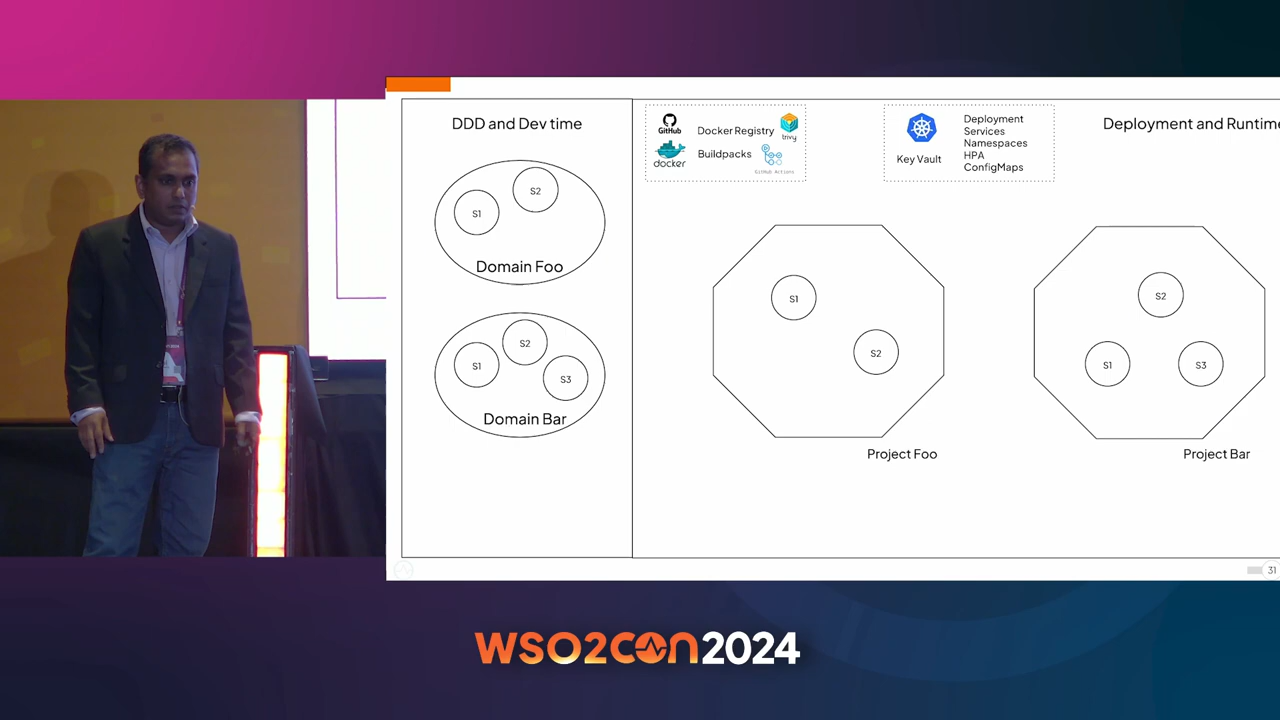 DDD and Dev time
S1
S2
Domain Foo
S1
S2
S3
Domain Bar
GitHub
Docker Registry
trivy
docker
Buildpacks
GitHub Actions
Key Vault
Deployment
Services
Namespaces
HPA
ConfigMaps
Deployment and Runtime
S1
S2
Project Foo
S2
S1
S3
Project Bar
31
WSO2CON2024